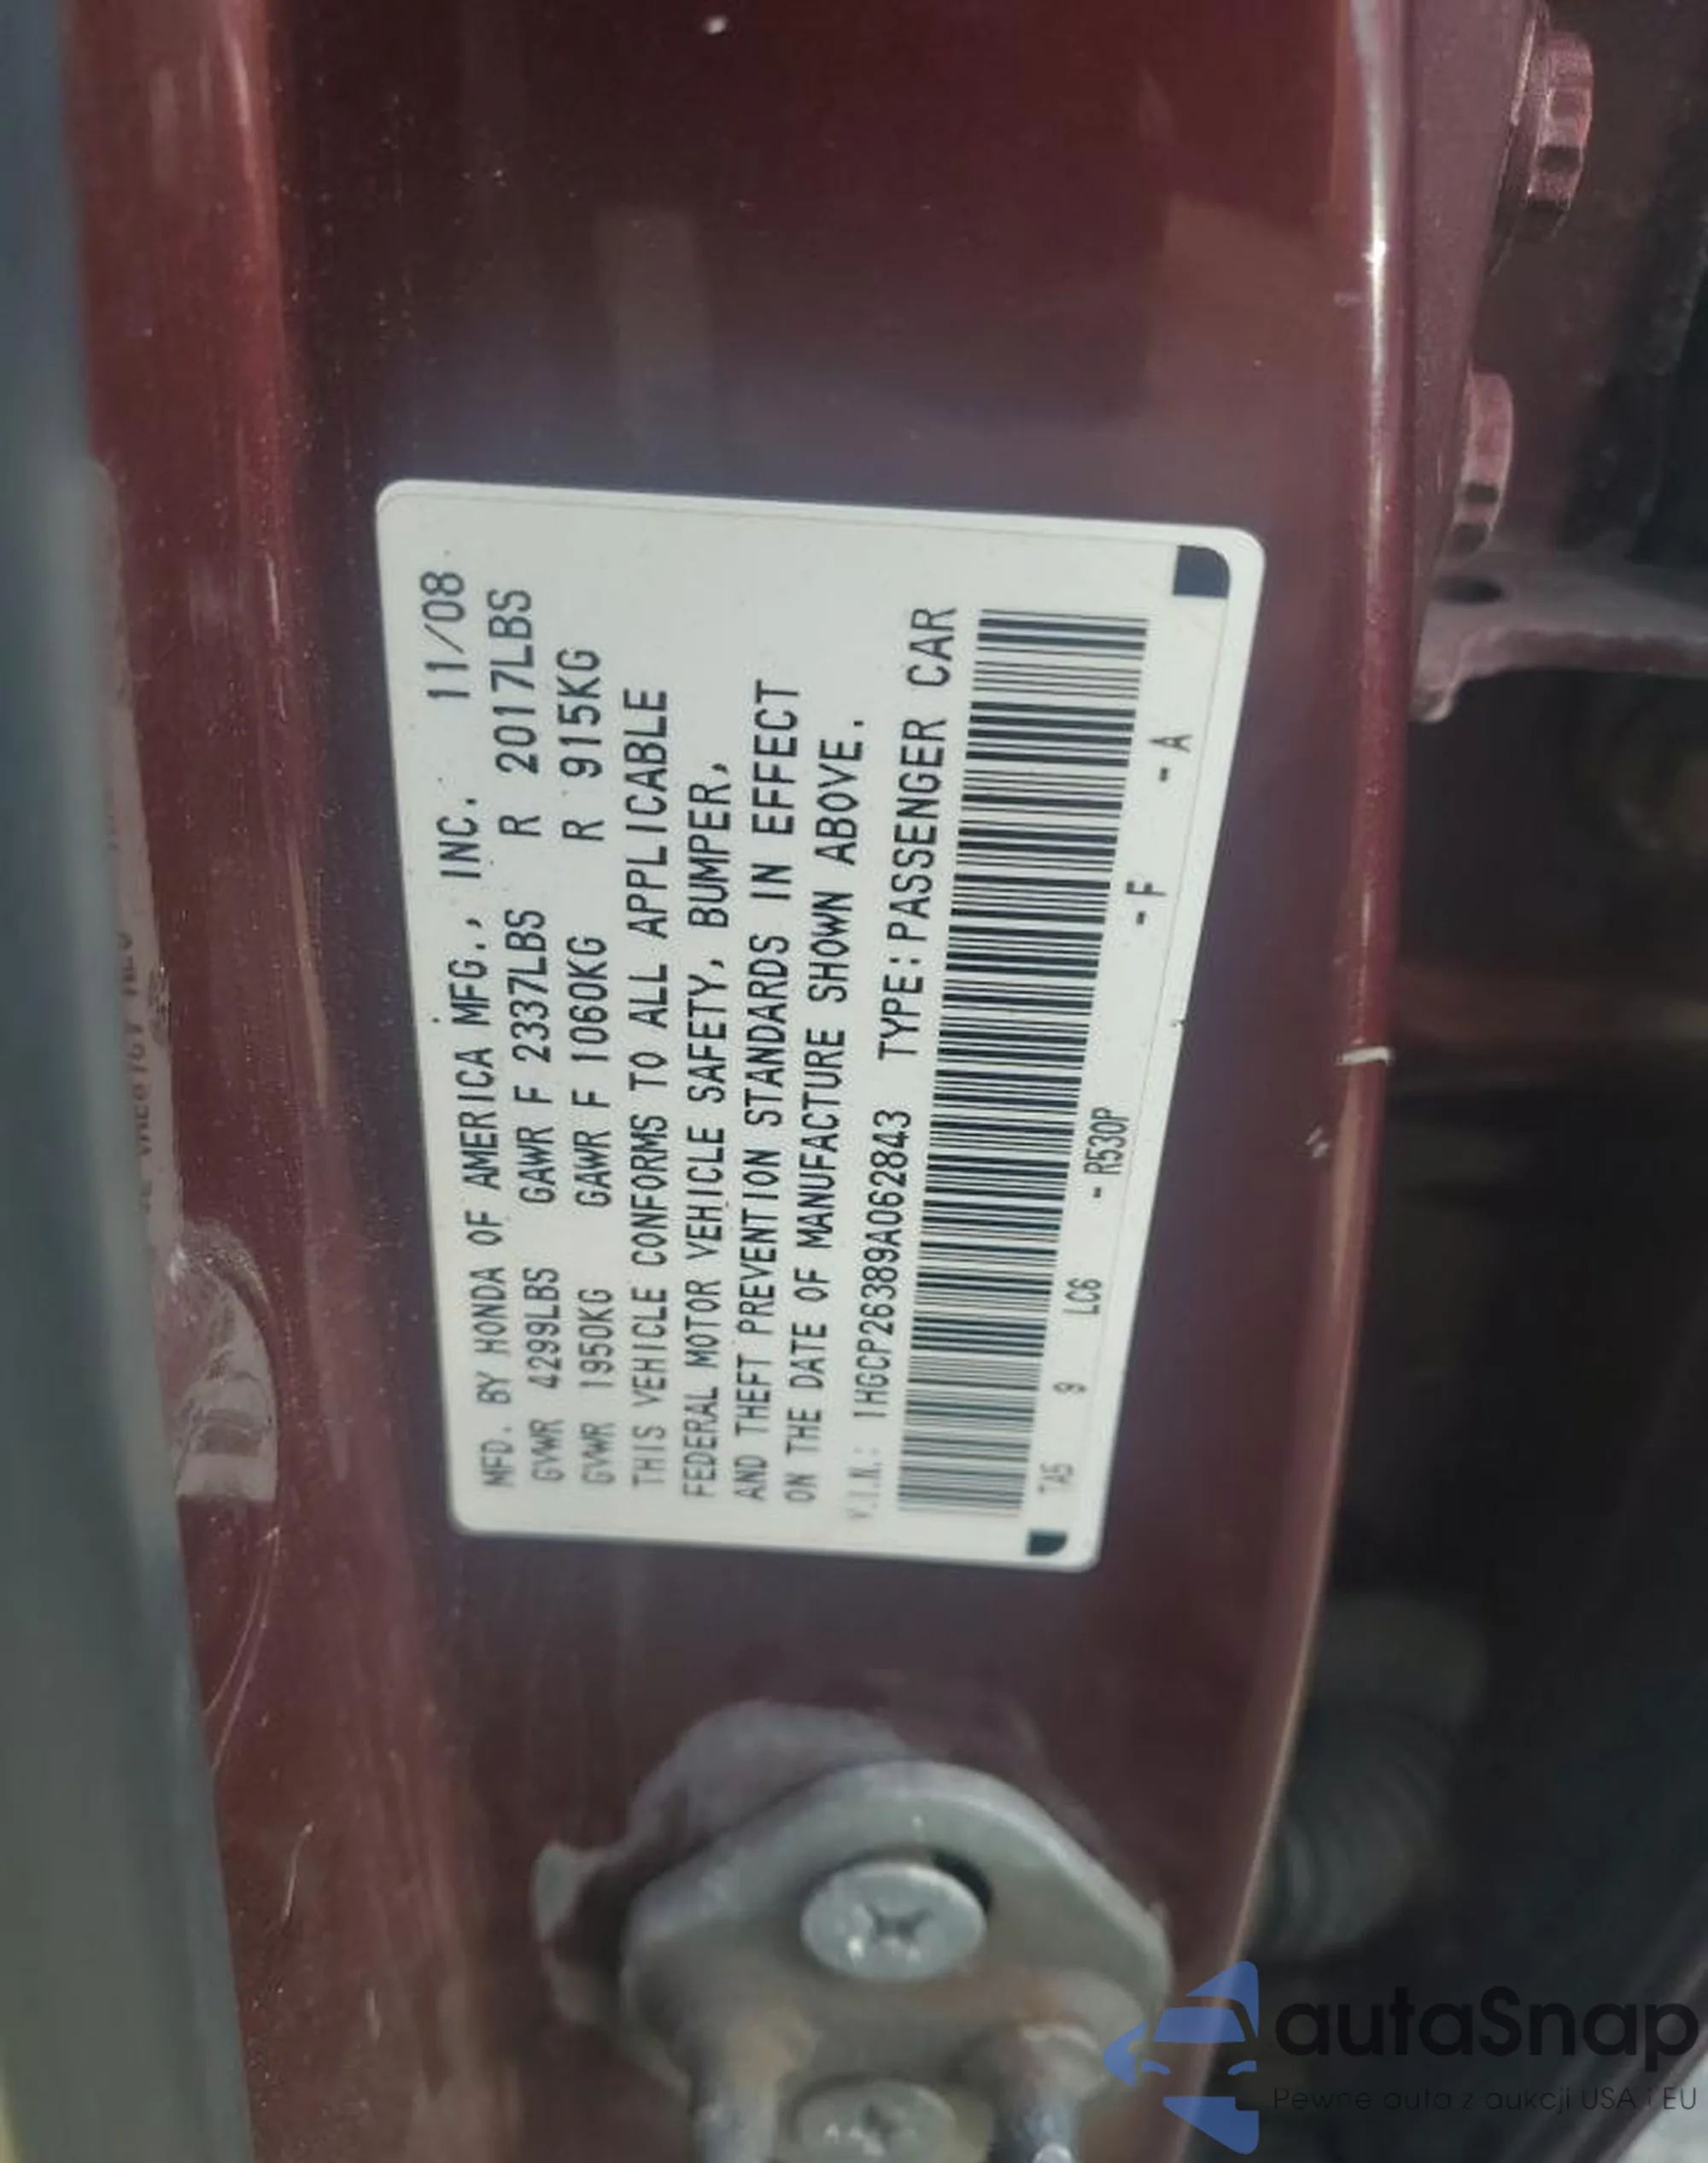 MFD. BY HONDA OF AMERICA MFG., INC. 11/08
GVWR 4299LBS GAWR F 2337LBS R 2017LBS
GVWR 1950KG GAWR F 1060KG R 915KG
THIS VEHICLE CONFORMS TO ALL APPLICABLE
FEDERAL MOTOR VEHICLE SAFETY, BUMPER,
AND THEFT PREVENTION STANDARDS IN EFFECT
ON THE DATE OF MANUFACTURE SHOWN ABOVE.
V.I.N.: 1HGCP26389A062843 TYPE:PASSENGER CAR
TA5 9 LC6 - R530P - F - A
autaSnap
Pewne auta z aukcji USA i EU